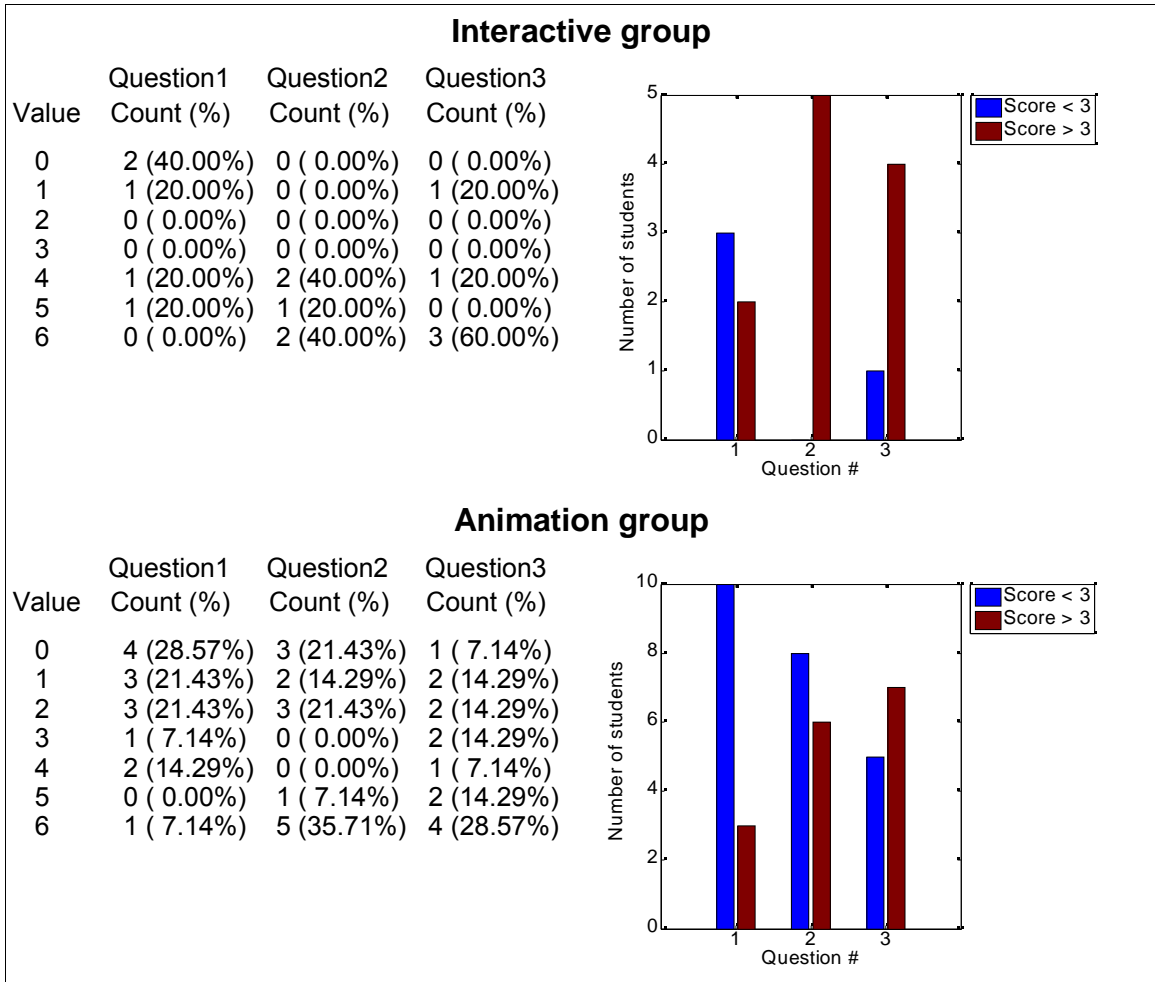 Interactive group
Question1 Question2 Question3
Value Count (%) Count (%) Count (%)
0 2 (40.00%) 0 ( 0.00%) 0 ( 0.00%)
1 1 (20.00%) 0 ( 0.00%) 1 (20.00%)
2 0 ( 0.00%) 0 ( 0.00%) 0 ( 0.00%)
3 0 ( 0.00%) 0 ( 0.00%) 0 ( 0.00%)
4 1 (20.00%) 2 (40.00%) 1 (20.00%)
5 1 (20.00%) 1 (20.00%) 0 ( 0.00%)
6 0 ( 0.00%) 2 (40.00%) 3 (60.00%)
5
4
3
2
1
0
Number of students
1 2 3
Question #
Score < 3
Score > 3
Animation group
Question1 Question2 Question3
Value Count (%) Count (%) Count (%)
0 4 (28.57%) 3 (21.43%) 1 ( 7.14%)
1 3 (21.43%) 2 (14.29%) 2 (14.29%)
2 3 (21.43%) 3 (21.43%) 2 (14.29%)
3 1 ( 7.14%) 0 ( 0.00%) 2 (14.29%)
4 2 (14.29%) 0 ( 0.00%) 1 ( 7.14%)
5 0 ( 0.00%) 1 ( 7.14%) 2 (14.29%)
6 1 ( 7.14%) 5 (35.71%) 4 (28.57%)
10
8
6
4
2
0
Number of students
1 2 3
Question #
Score < 3
Score > 3